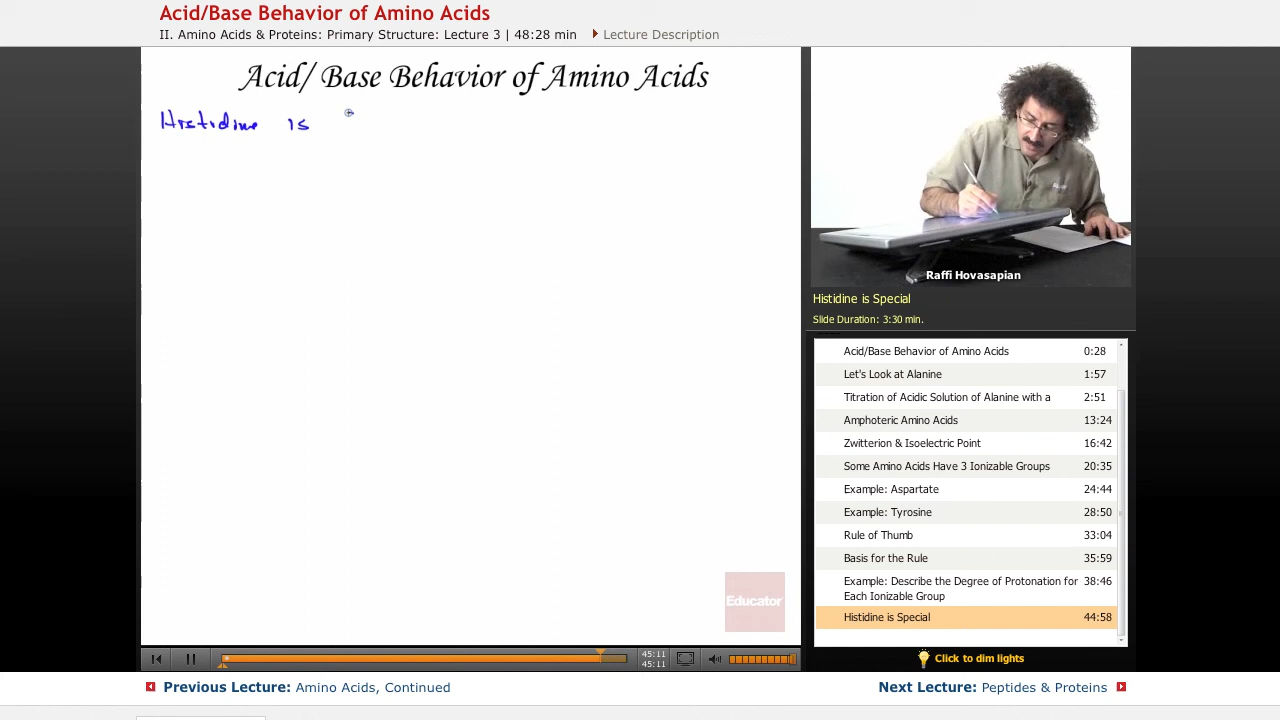 Acid/Base Behavior of Amino Acids
II. Amino Acids & Proteins: Primary Structure: Lecture 3 | 48:28 min
Lecture Description
Acid/ Base Behavior of Amino Acids
Histidine is
Educator
Raffi Hovasapian
Histidine is Special
Slide Duration: 3:30 min.
Acid/Base Behavior of Amino Acids 0:28
Let's Look at Alanine 1:57
Titration of Acidic Solution of Alanine with a 2:51
Amphoteric Amino Acids 13:24
Zwitterion & Isoelectric Point 16:42
Some Amino Acids Have 3 Ionizable Groups 20:35
Example: Aspartate 24:44
Example: Tyrosine 28:50
Rule of Thumb 33:04
Basis for the Rule 35:59
Example: Describe the Degree of Protonation for 38:46
Each Ionizable Group
Histidine is Special 44:58
45:11
45:11
Click to dim lights
Previous Lecture: Amino Acids, Continued
Next Lecture: Peptides & Proteins